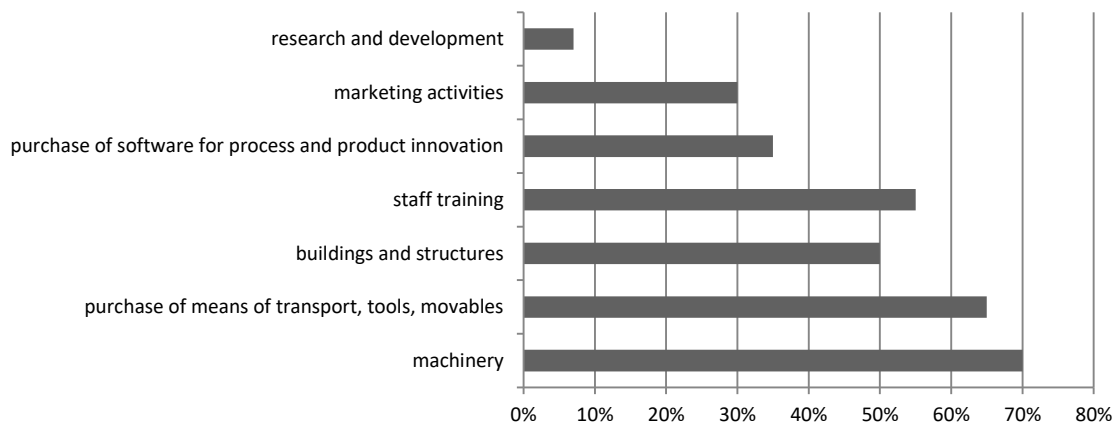 research and development
marketing activities
purchase of software for process and product innovation
staff training
buildings and structures
purchase of means of transport, tools, movables
machinery
0% 10% 20% 30% 40% 50% 60% 70% 80%